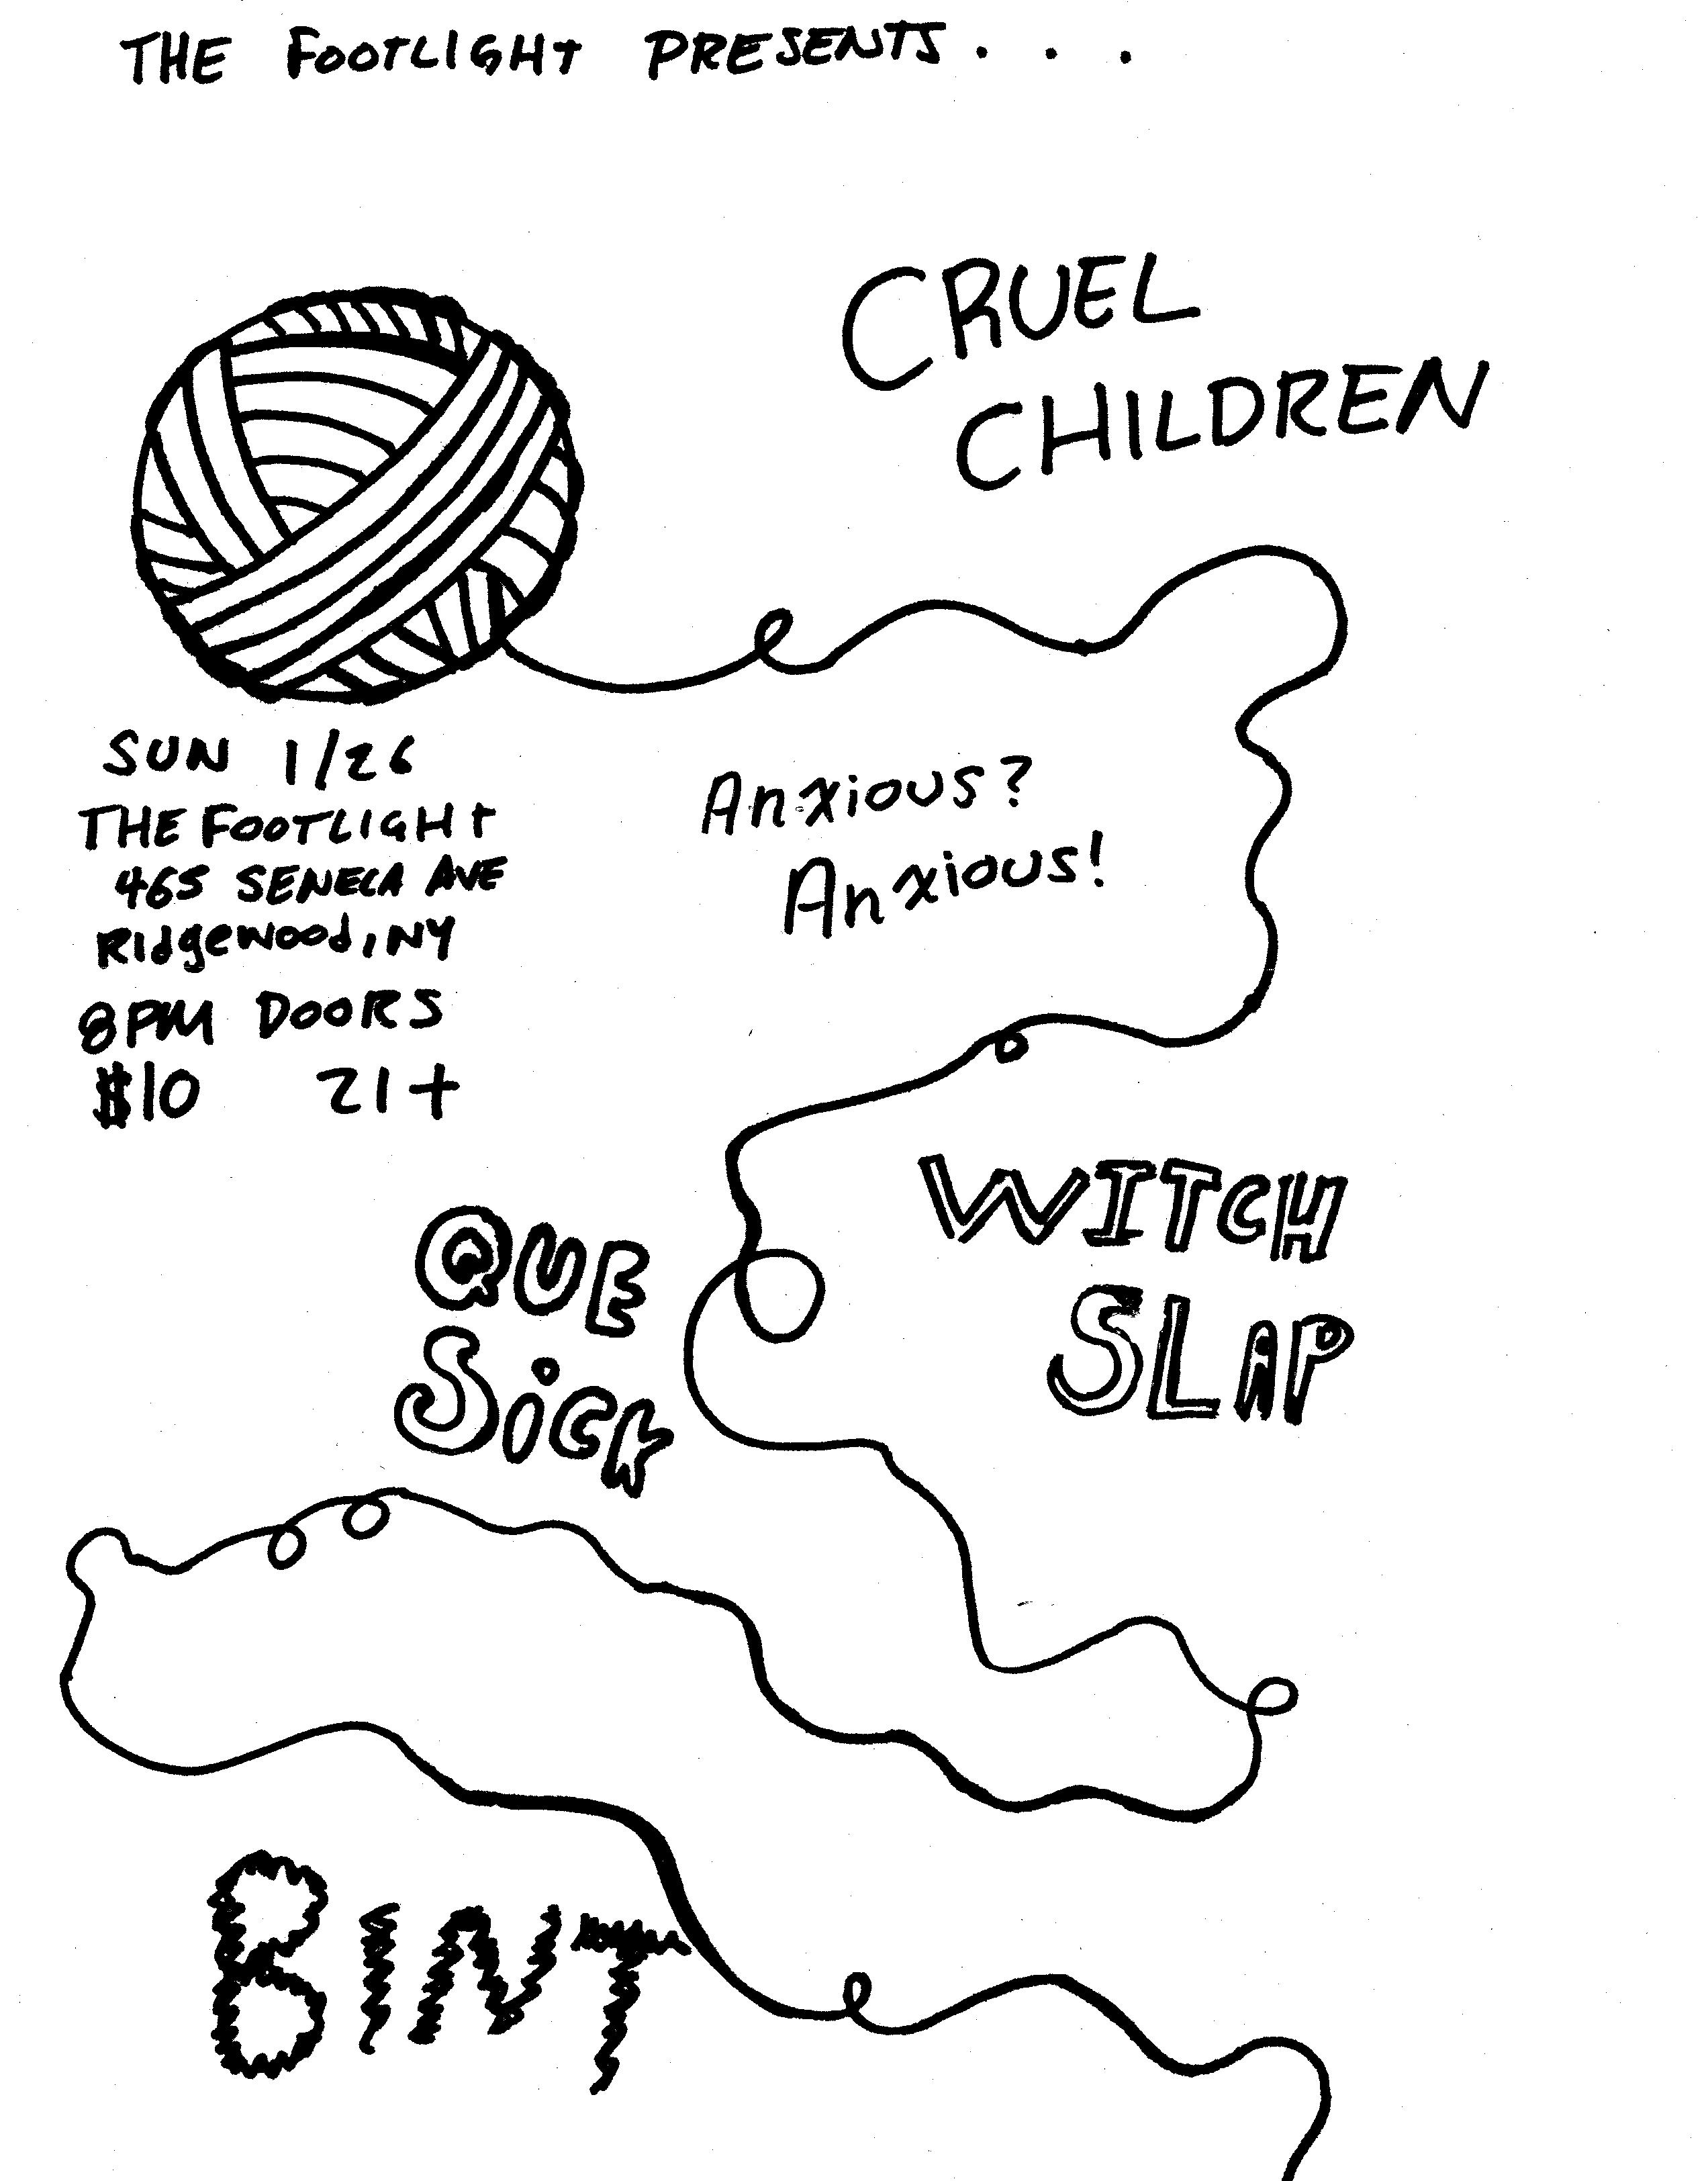 THE FOOTLIGHt PRESENTS...
CRUEL
CHILDREN
SUN 1/26
THE FOOTLIGHt
465 SENECA AVE
RidgeWood, NY
8PM DOORS
$10 21+
Anxious?
Anxious!
WITCH
SLAP
QUE
SiCK
BINT